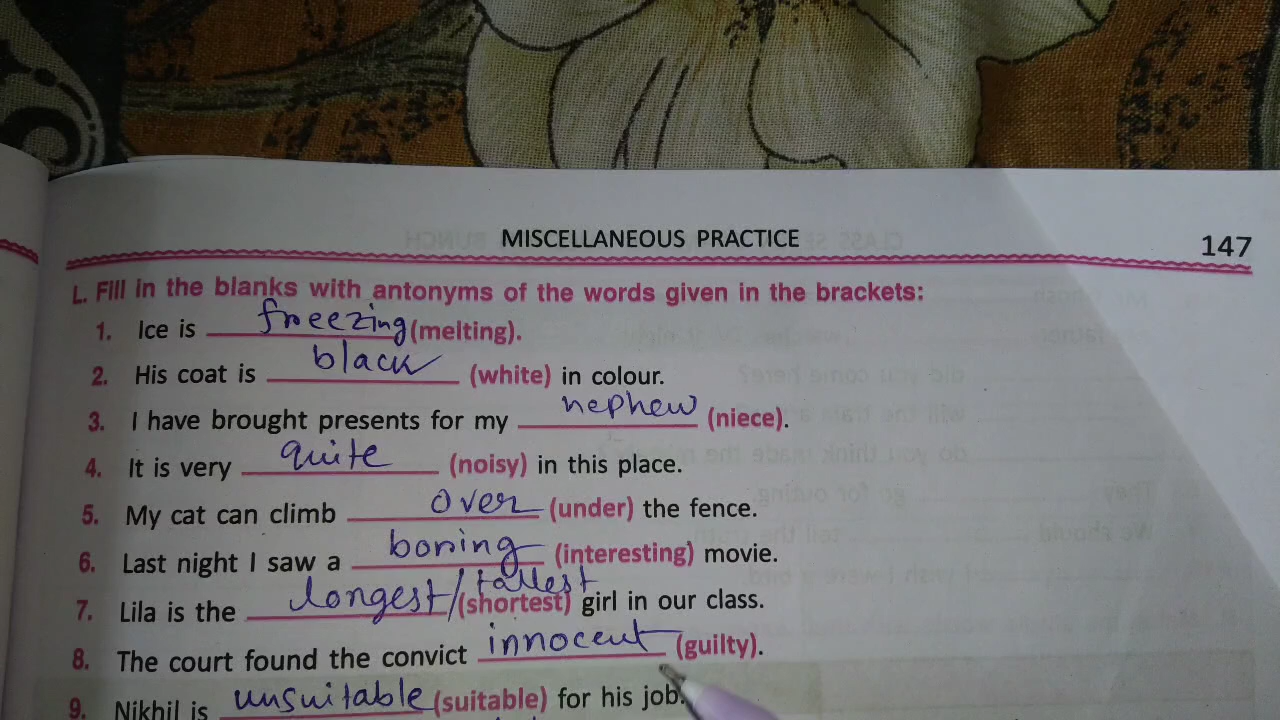 MISCELLANEOUS PRACTICE 147
L. Fill in the blanks with antonyms of the words given in the brackets:
1. Ice is freezing (melting).
2. His coat is black (white) in colour.
3. I have brought presents for my nephew (niece).
4. It is very quite (noisy) in this place.
5. My cat can climb over (under) the fence.
6. Last night I saw a boring (interesting) movie.
7. Lila is the longest/tallest (shortest) girl in our class.
8. The court found the convict innocent (guilty).
9. Nikhil is unsuitable (suitable) for his job.